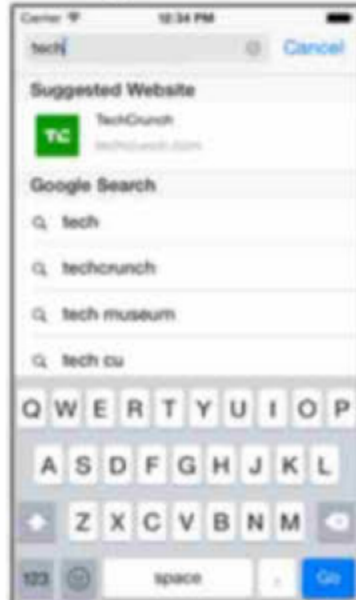 Carrier 12:34 PM
tech Cancel
Suggested Website
TC TechCrunch
techcrunch.com
Google Search
tech
techcrunch
tech museum
tech cu
Q W E R T Y U I O P
A S D F G H J K L
Z X C V B N M
123 space . Go